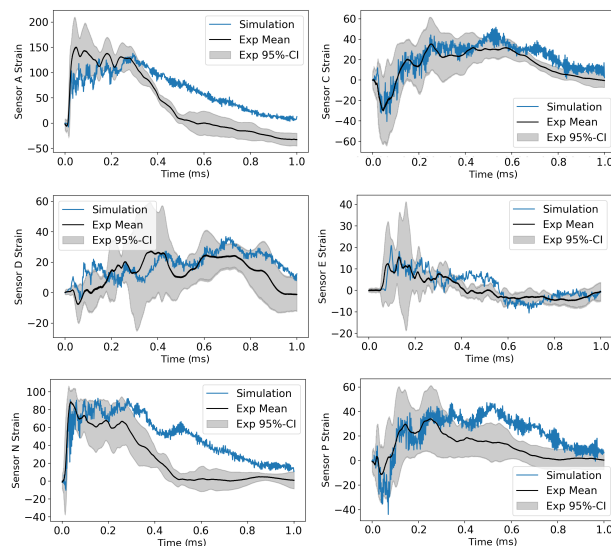 Sensor A Strain
200
150
100
50
0
−50
0.0 0.2 0.4 0.6 0.8 1.0
Time (ms)
Simulation
Exp Mean
Exp 95%-CI
Sensor C Strain
60
40
20
0
−20
−40
−60
0.0 0.2 0.4 0.6 0.8 1.0
Time (ms)
Simulation
Exp Mean
Exp 95%-CI
Sensor D Strain
60
40
20
0
−20
0.0 0.2 0.4 0.6 0.8 1.0
Time (ms)
Simulation
Exp Mean
Exp 95%-CI
Sensor E Strain
40
30
20
10
0
−10
−20
0.0 0.2 0.4 0.6 0.8 1.0
Time (ms)
Simulation
Exp Mean
Exp 95%-CI
Sensor N Strain
100
80
60
40
20
0
−20
−40
0.0 0.2 0.4 0.6 0.8 1.0
Time (ms)
Simulation
Exp Mean
Exp 95%-CI
Sensor P Strain
60
40
20
0
−20
−40
0.0 0.2 0.4 0.6 0.8 1.0
Time (ms)
Simulation
Exp Mean
Exp 95%-CI